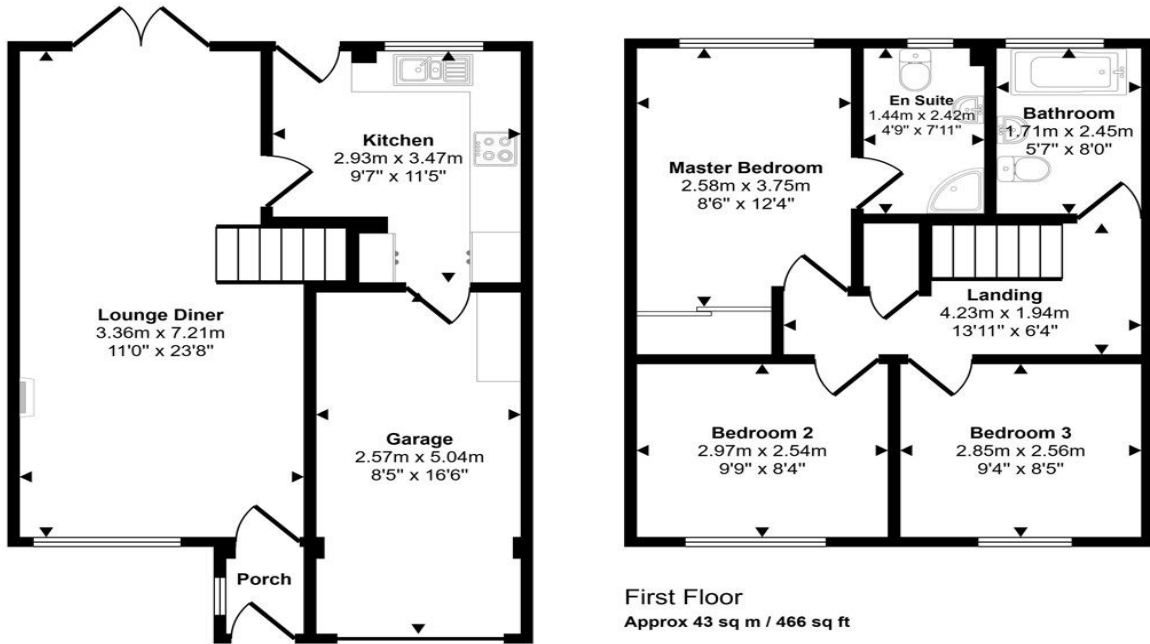 Kitchen
2.93m x 3.47m
9'7" x 11'5"
Lounge Diner
3.36m x 7.21m
11'0" x 23'8"
Garage
2.57m x 5.04m
8'5" x 16'6"
Porch
En Suite
1.44m x 2.42m
4'9" x 7'11"
Bathroom
1.71m x 2.45m
5'7" x 8'0"
Master Bedroom
2.58m x 3.75m
8'6" x 12'4"
Landing
4.23m x 1.94m
13'11" x 6'4"
Bedroom 2
2.97m x 2.54m
9'9" x 8'4"
Bedroom 3
2.85m x 2.56m
9'4" x 8'5"
First Floor
Approx 43 sq m / 466 sq ft